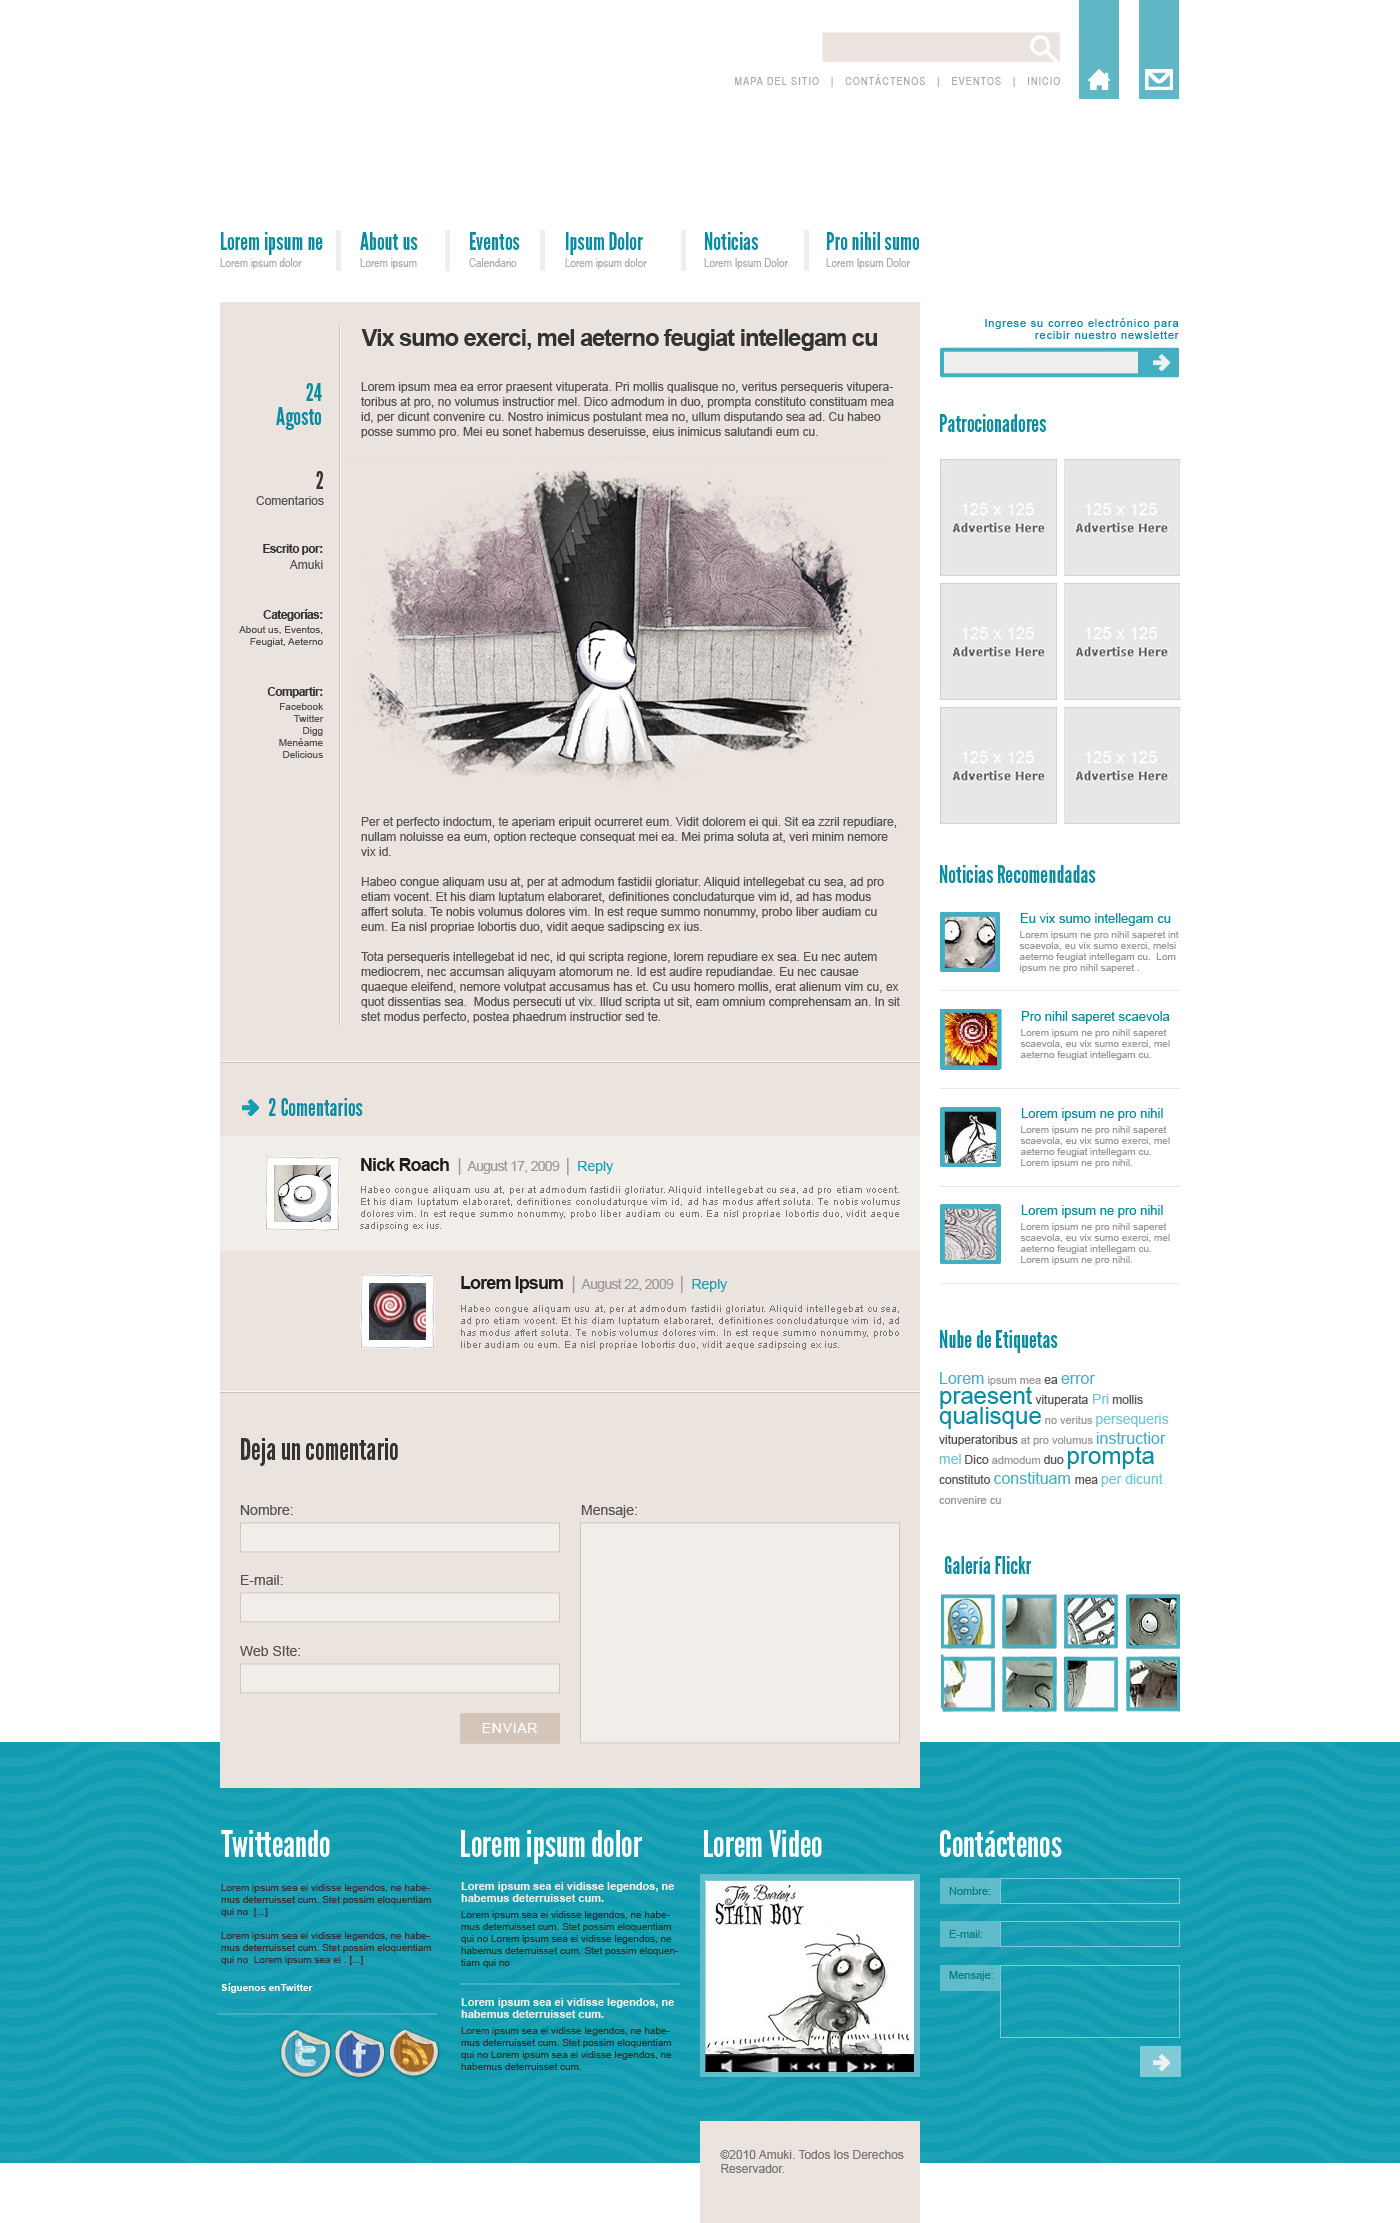 MAPA DEL SITIO | CONTÁCTENOS | EVENTOS | INICIO
Lorem ipsum ne
Lorem ipsum dolor
About us
Lorem ipsum
Eventos
Calendario
Ipsum Dolor
Lorem ipsum dolor
Noticias
Lorem Ipsum Dolor
Pro nihil sumo
Lorem Ipsum Dolor
24
Agosto
2
Comentarios
Escrito por:
Amuki
Categorías:
About us, Eventos,
Feugiat, Aeterno
Compartir:
Facebook
Twitter
Digg
Menéame
Delicious
Vix sumo exerci, mel aeterno feugiat intellegam cu
Lorem ipsum mea ea error praesent vituperata. Pri mollis qualisque no, veritus persequeris vitupera-
toribus at pro, no volumus instructior mel. Dico admodum in duo, prompta constituto constituam mea
id, per dicunt convenire cu. Nostro inimicus postulant mea no, ullum disputando sea ad. Cu habeo
posse summo pro. Mei eu sonet habemus deseruisse, eius inimicus salutandi eum cu.
Per et perfecto indoctum, te aperiam eripuit ocurreret eum. Vidit dolorem ei qui. Sit ea zzril repudiare,
nullam noluisse ea eum, option recteque consequat mei ea. Mei prima soluta at, veri minim nemore
vix id.
Habeo congue aliquam usu at, per at admodum fastidii gloriatur. Aliquid intellegebat cu sea, ad pro
etiam vocent. Et his diam luptatum elaboraret, definitiones concludaturque vim id, ad has modus
affert soluta. Te nobis volumus dolores vim. In est reque summo nonummy, probo liber audiam cu
eum. Ea nisl propriae lobortis duo, vidit aeque sadipscing ex ius.
Tota persequeris intellegebat id nec, id qui scripta regione, lorem repudiare ex sea. Eu nec autem
mediocrem, nec accumsan aliquyam atomorum ne. Id est audire repudiandae. Eu nec causae
quaeque eleifend, nemore volutpat accusamus has et. Cu usu homero mollis, erat alienum vim cu, ex
quot dissentias sea.  Modus persecuti ut vix. Illud scripta ut sit, eam omnium comprehensam an. In sit
stet modus perfecto, postea phaedrum instructior sed te.
2 Comentarios
Nick Roach | August 17, 2009 | Reply
Habeo congue aliquam usu at, per at admodum fastidii gloriatur. Aliquid intellegebat cu sea, ad pro etiam vocent.
Et his diam luptatum elaboraret, definitiones concludaturque vim id, ad has modus affert soluta. Te nobis volumus
dolores vim. In est reque summo nonummy, probo liber audiam cu eum. Ea nisl propriae lobortis duo, vidit aeque
sadipscing ex ius.
Lorem Ipsum | August 22, 2009 | Reply
Habeo congue aliquam usu at, per at admodum fastidii gloriatur. Aliquid intellegebat cu sea,
ad pro etiam vocent. Et his diam luptatum elaboraret, definitiones concludaturque vim id, ad
has modus affert soluta. Te nobis volumus dolores vim. In est reque summo nonummy, probo
liber audiam cu eum. Ea nisl propriae lobortis duo, vidit aeque sadipscing ex ius.
Deja un comentario
Nombre:
E-mail:
Web SIte:
ENVIAR
Mensaje:
Ingrese su correo electrónico para
recibir nuestro newsletter
Patrocionadores
125 x 125
Advertise Here
125 x 125
Advertise Here
125 x 125
Advertise Here
125 x 125
Advertise Here
125 x 125
Advertise Here
125 x 125
Advertise Here
Noticias Recomendadas
Eu vix sumo intellegam cu
Lorem ipsum ne pro nihil saperet int
scaevola, eu vix sumo exerci, melsi
aeterno feugiat intellegam cu.  Lom
ipsum ne pro nihil saperet .
Pro nihil saperet scaevola
Lorem ipsum ne pro nihil saperet
scaevola, eu vix sumo exerci, mel
aeterno feugiat intellegam cu.
Lorem ipsum ne pro nihil
Lorem ipsum ne pro nihil saperet
scaevola, eu vix sumo exerci, mel
aeterno feugiat intellegam cu.
Lorem ipsum ne pro nihil.
Lorem ipsum ne pro nihil
Lorem ipsum ne pro nihil saperet
scaevola, eu vix sumo exerci, mel
aeterno feugiat intellegam cu.
Lorem ipsum ne pro nihil.
Nube de Etiquetas
Lorem ipsum mea ea error
praesent vituperata Pri mollis
qualisque no veritus persequeris
vituperatoribus at pro volumus instructior
mel Dico admodum duo prompta
constituto constituam mea per dicunt
convenire cu
Galería Flickr
Twitteando
Lorem ipsum sea ei vidisse legendos, ne habe-
mus deterruisset cum. Stet possim eloquentiam
qui no  [...]
Lorem ipsum sea ei vidisse legendos, ne habe-
mus deterruisset cum. Stet possim eloquentiam
qui no  Lorem ipsum sea ei . [...]
Síguenos enTwitter
Lorem ipsum dolor
Lorem ipsum sea ei vidisse legendos, ne
habemus deterruisset cum.
Lorem ipsum sea ei vidisse legendos, ne habe-
mus deterruisset cum. Stet possim eloquentiam
qui no Lorem ipsum sea ei vidisse legendos, ne
habemus deterruisset cum. Stet possim eloquen-
tiam qui no
Lorem ipsum sea ei vidisse legendos, ne
habemus deterruisset cum.
Lorem ipsum sea ei vidisse legendos, ne habe-
mus deterruisset cum. Stet possim eloquentiam
qui no Lorem ipsum sea ei vidisse legendos, ne
habemus deterruisset cum.
Lorem Video
Tim Burton's
STAIN BOY
Contáctenos
Nombre:
E-mail:
Mensaje:
©2010 Amuki. Todos los Derechos
Reservador.